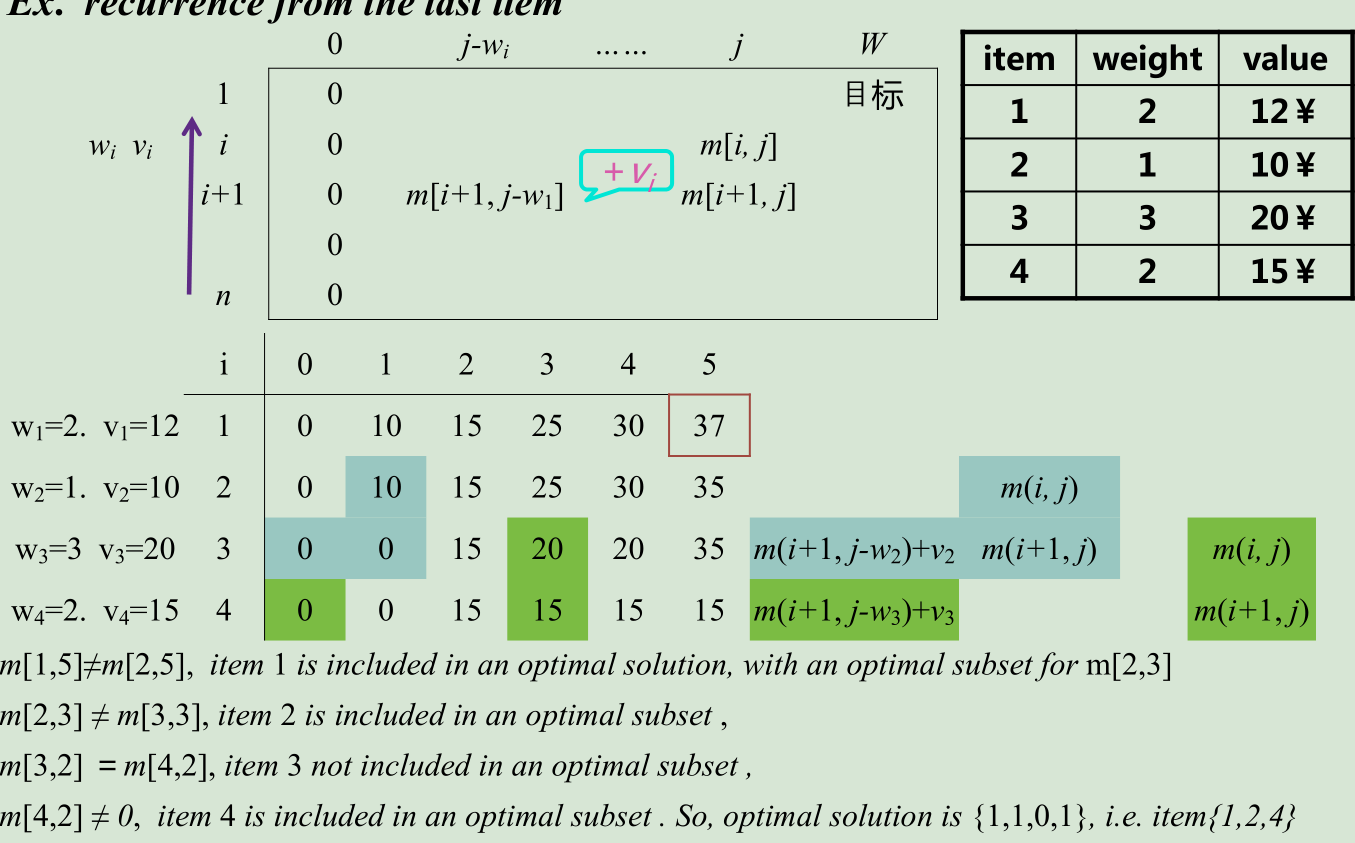 Ex. recurrence from the last item
0 j-wᵢ …… j W
1 0 目标
wᵢ vᵢ i 0 m[i, j]
+vᵢ
i+1 0 m[i+1, j-w₁] m[i+1, j]
0
n 0
item weight value
1 2 12¥
2 1 10¥
3 3 20¥
4 2 15¥
i 0 1 2 3 4 5
w₁=2. v₁=12 1 0 10 15 25 30 37
w₂=1. v₂=10 2 0 10 15 25 30 35 m(i, j)
w₃=3 v₃=20 3 0 0 15 20 20 35 m(i+1, j-w₂)+v₂ m(i+1, j) m(i, j)
w₄=2. v₄=15 4 0 0 15 15 15 15 m(i+1, j-w₃)+v₃ m(i+1, j)
m[1,5]≠m[2,5], item 1 is included in an optimal solution, with an optimal subset for m[2,3]
m[2,3] ≠ m[3,3], item 2 is included in an optimal subset ,
m[3,2] = m[4,2], item 3 not included in an optimal subset ,
m[4,2] ≠ 0, item 4 is included in an optimal subset . So, optimal solution is {1,1,0,1}, i.e. item{1,2,4}